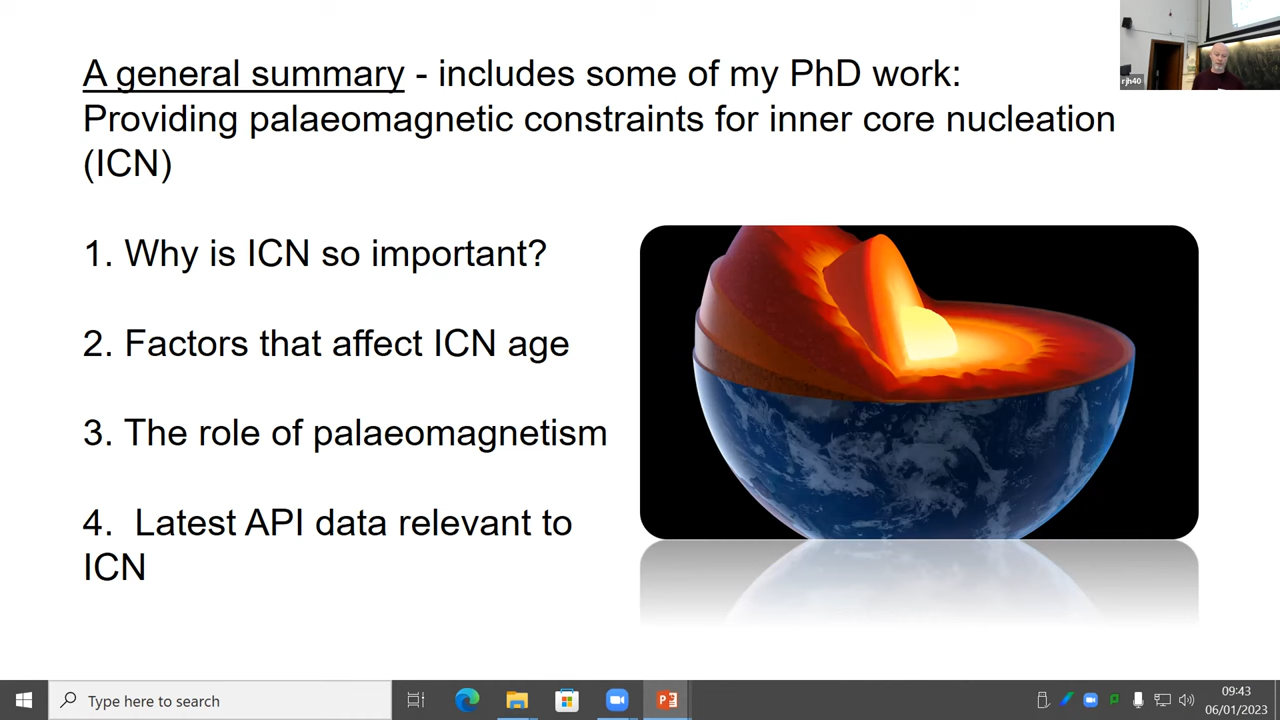 A general summary - includes some of my PhD work:
Providing palaeomagnetic constraints for inner core nucleation
(ICN)
1. Why is ICN so important?
2. Factors that affect ICN age
3. The role of palaeomagnetism
4.  Latest API data relevant to
ICN
rjh40
Type here to search
09:43
06/01/2023